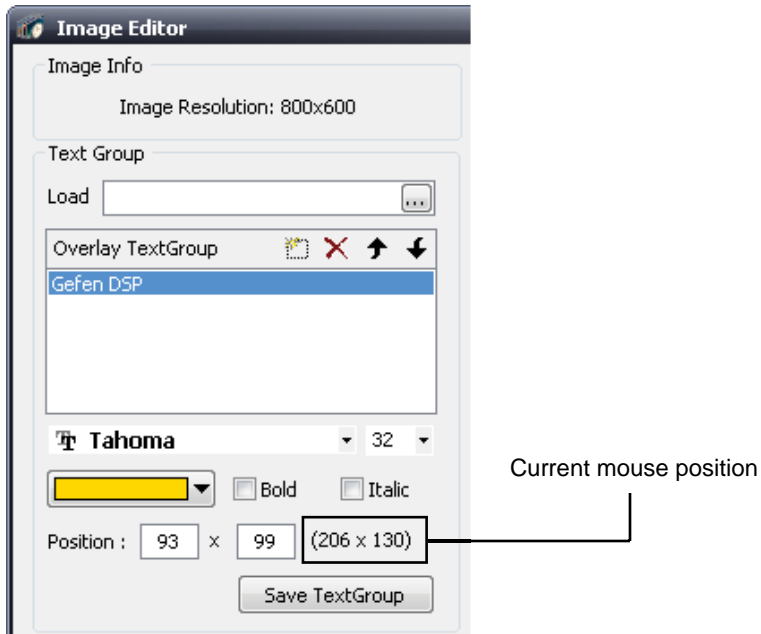 Image Editor
Image Info
Image Resolution: 800x600
Text Group
Load
...
Overlay TextGroup
Gefen DSP
Tahoma 32
Bold Italic
Current mouse position
Position : 93 x 99 (206 x 130)
Save TextGroup